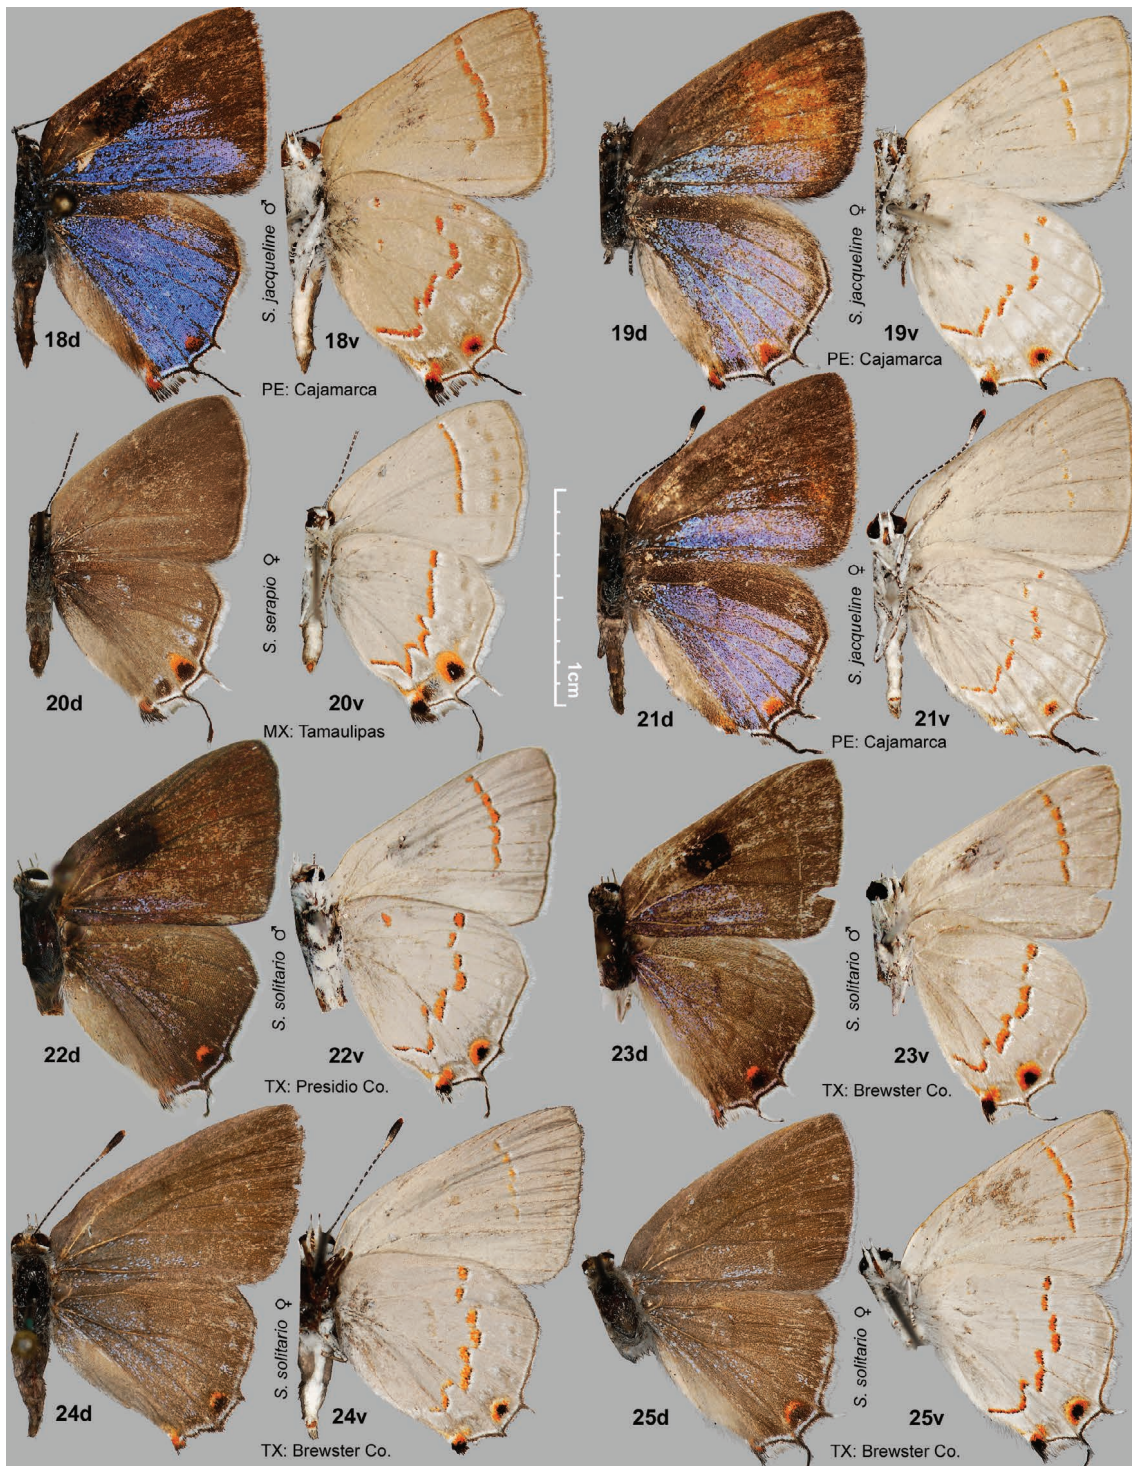 S. jacqueline ♂
18d
18v
PE: Cajamarca
S. jacqueline ♀
19d
19v
PE: Cajamarca
S. serapio ♀
20d
20v
MX: Tamaulipas
1cm
S. jacqueline ♀
21d
21v
PE: Cajamarca
S. solitario ♂
22d
22v
TX: Presidio Co.
S. solitario ♂
23d
23v
TX: Brewster Co.
S. solitario ♀
24d
24v
TX: Brewster Co.
S. solitario ♀
25d
25v
TX: Brewster Co.